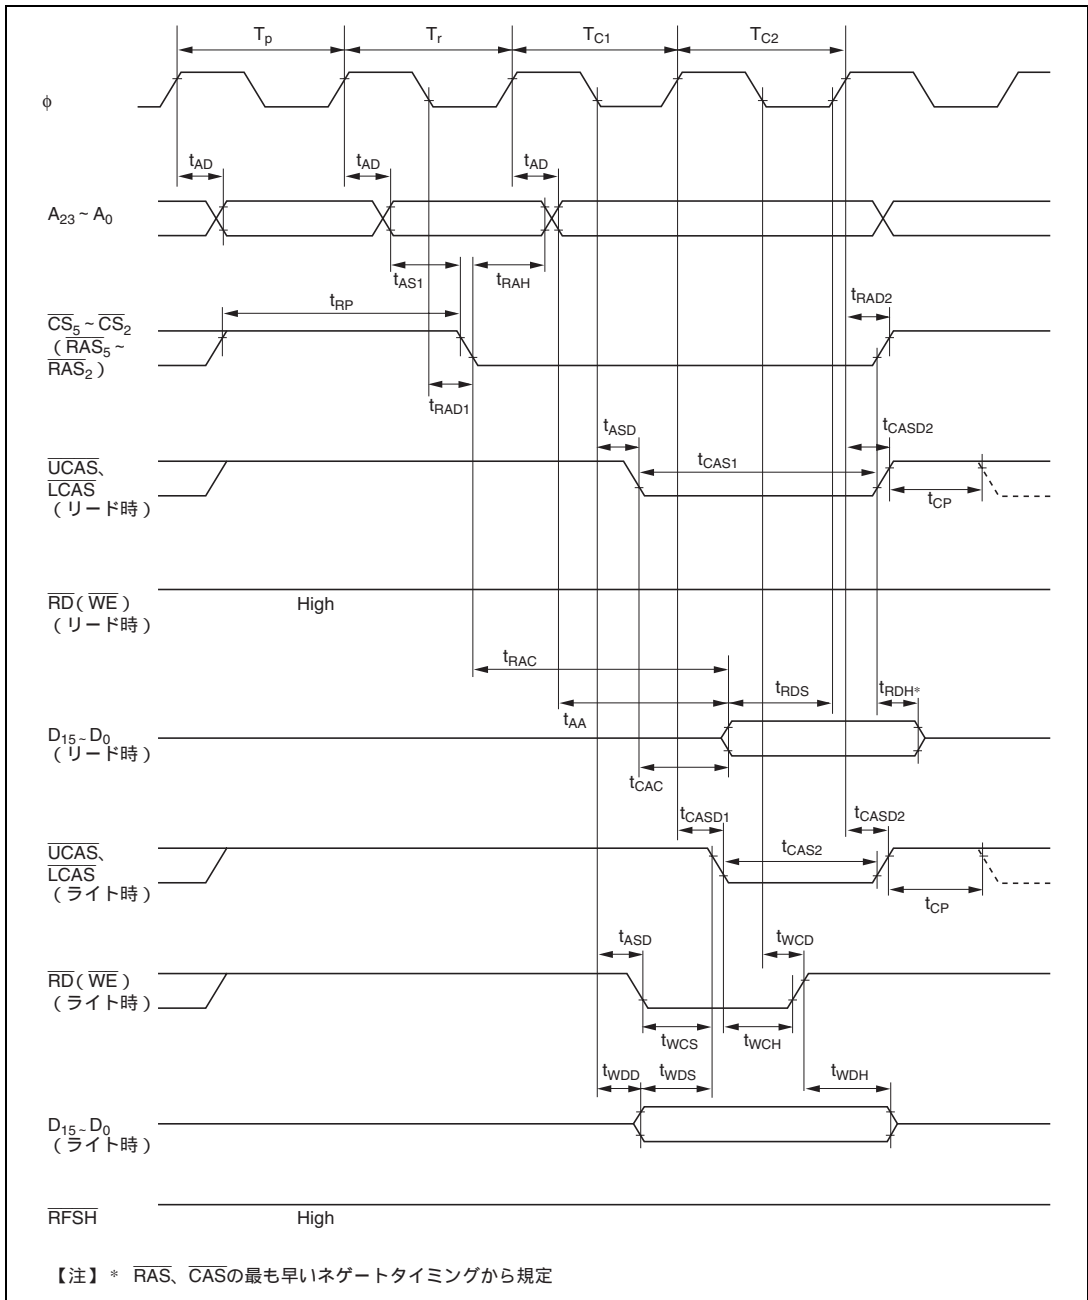 Tp Tr TC1 TC2
φ
tAD tAD tAD
A23 ~ A0
tAS1 tRAH
tRP tRAD2
CS5 ~ CS2
( RAS5 ~
RAS2 )
tRAD1
tASD tCASD2
tCAS1
UCAS、
LCAS
( リード時 )
tCP
RD ( WE )
( リード時 )
High
tRAC
tRDS tRDH*
tAA
D15 ~ D0
( リード時 )
tCAC
tCASD1 tCASD2
tCAS2
UCAS、
LCAS
( ライト時 )
tCP
tASD tWCD
RD ( WE )
( ライト時 )
tWCS tWCH
tWDD tWDS tWDH
D15 ~ D0
( ライト時 )
RFSH High
【注】 * RAS、CASの最も早いネゲートタイミングから規定